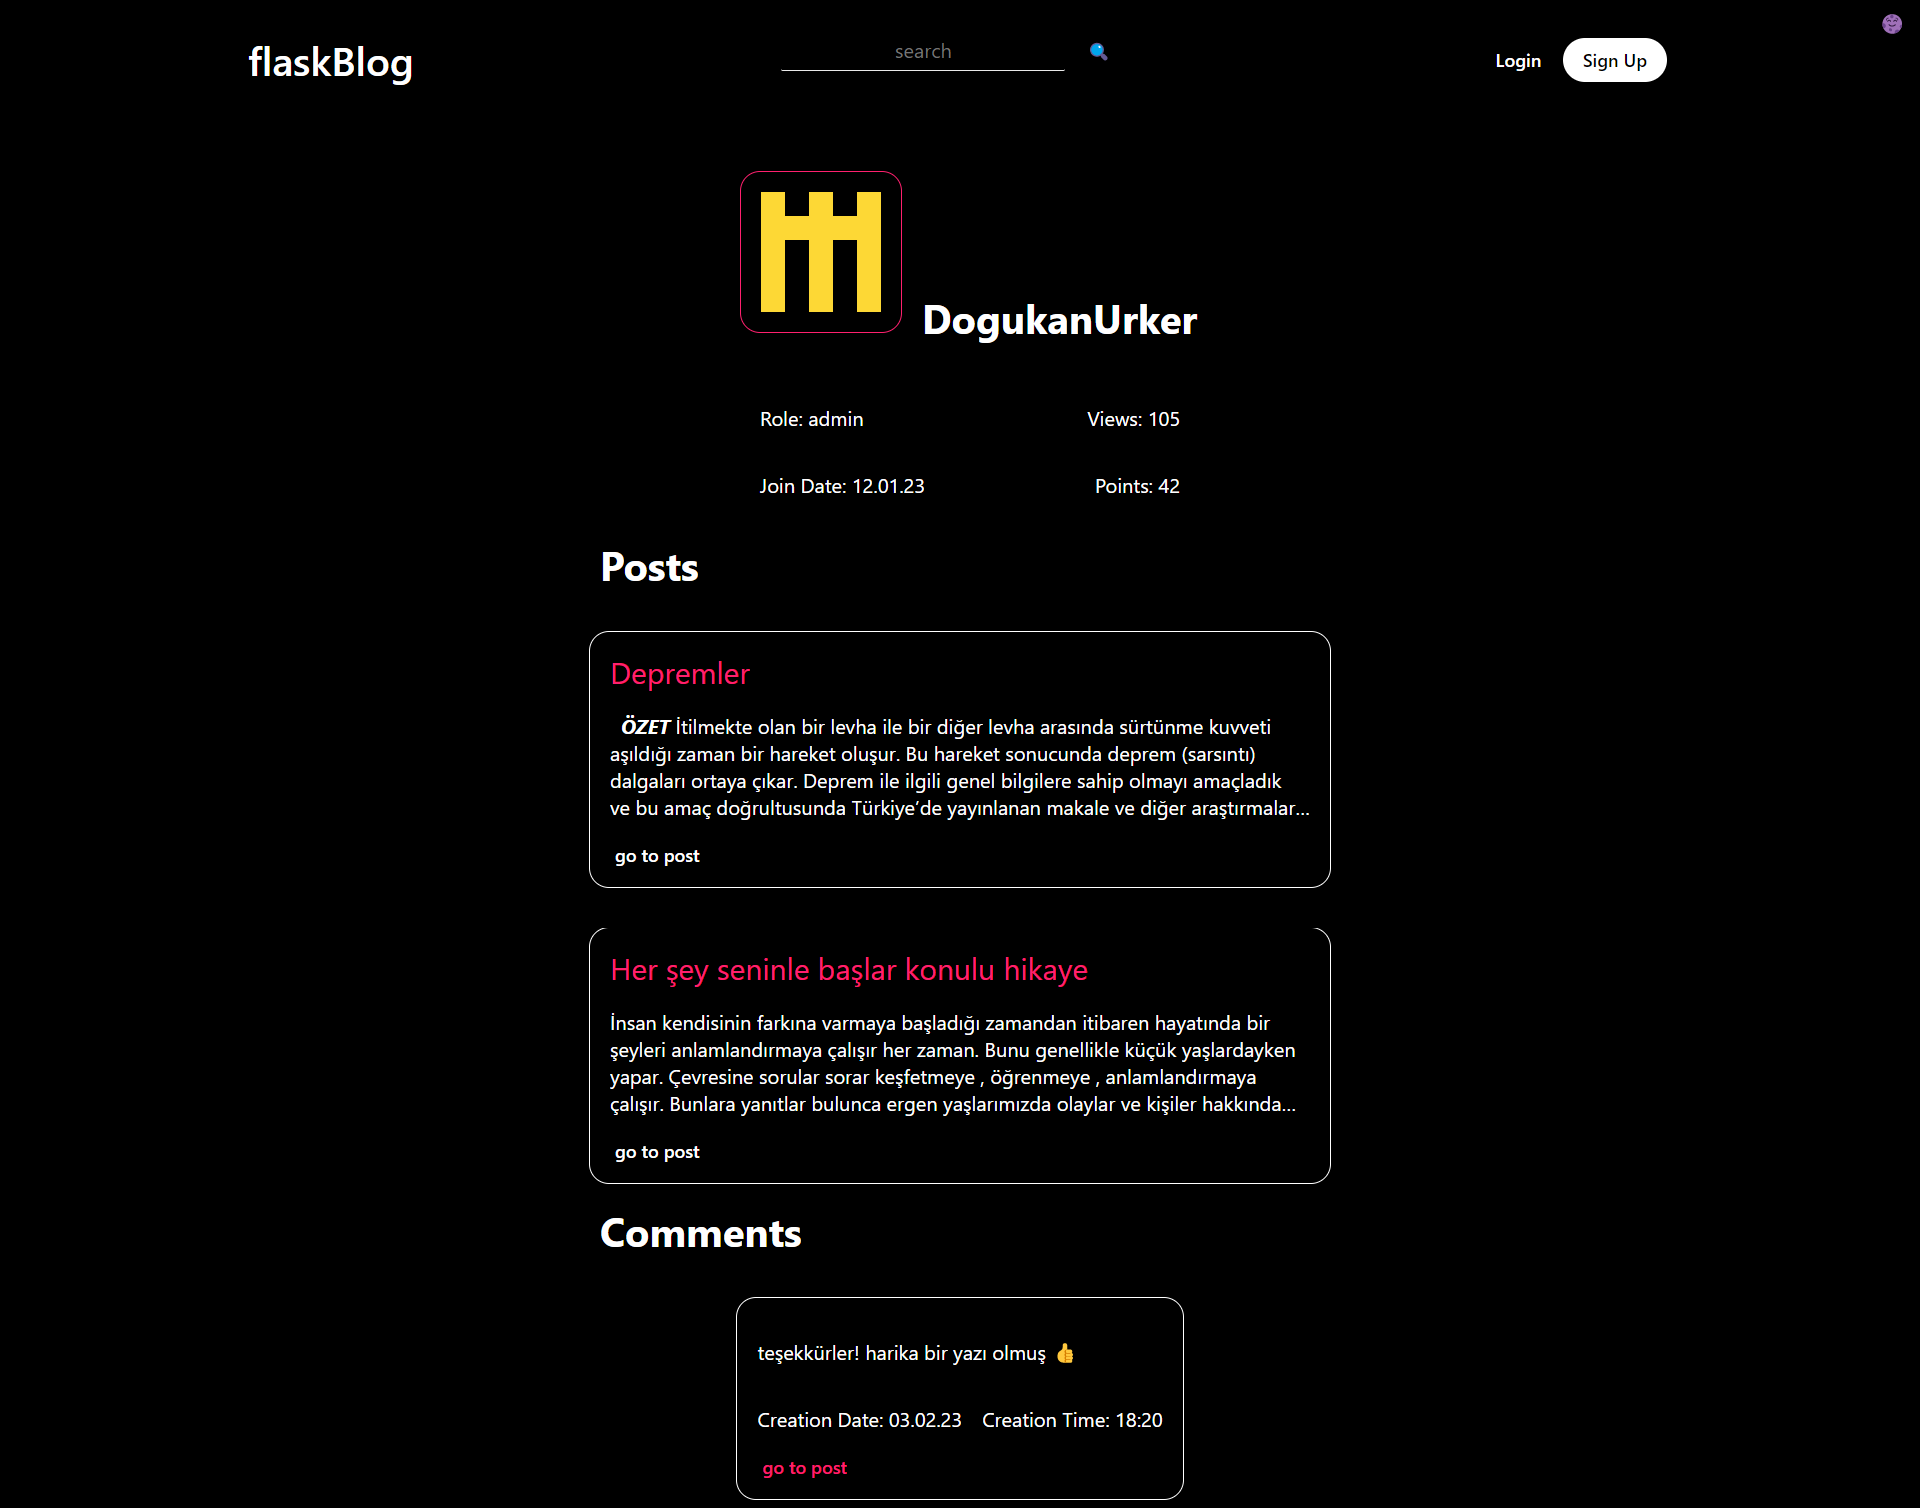 flaskBlog
search
Login
Sign Up
DogukanUrker
Role: admin
Views: 105
Join Date: 12.01.23
Points: 42
Posts
Depremler
ÖZET İtilmekte olan bir levha ile bir diğer levha arasında sürtünme kuvveti
aşıldığı zaman bir hareket oluşur. Bu hareket sonucunda deprem (sarsıntı)
dalgaları ortaya çıkar. Deprem ile ilgili genel bilgilere sahip olmayı amaçladık
ve bu amaç doğrultusunda Türkiye’de yayınlanan makale ve diğer araştırmalar...
go to post
Her şey seninle başlar konulu hikaye
İnsan kendisinin farkına varmaya başladığı zamandan itibaren hayatında bir
şeyleri anlamlandırmaya çalışır her zaman. Bunu genellikle küçük yaşlardayken
yapar. Çevresine sorular sorar keşfetmeye , öğrenmeye , anlamlandırmaya
çalışır. Bunlara yanıtlar bulunca ergen yaşlarımızda olaylar ve kişiler hakkında...
go to post
Comments
teşekkürler! harika bir yazı olmuş 👍
Creation Date: 03.02.23
Creation Time: 18:20
go to post